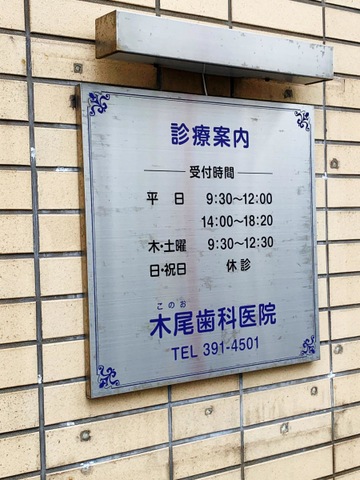 診療案内
受付時間
平 日 9:30～12:00
14:00～18:20
木・土曜 9:30～12:30
日・祝日 休診
このお
木尾歯科医院
TEL 391-4501